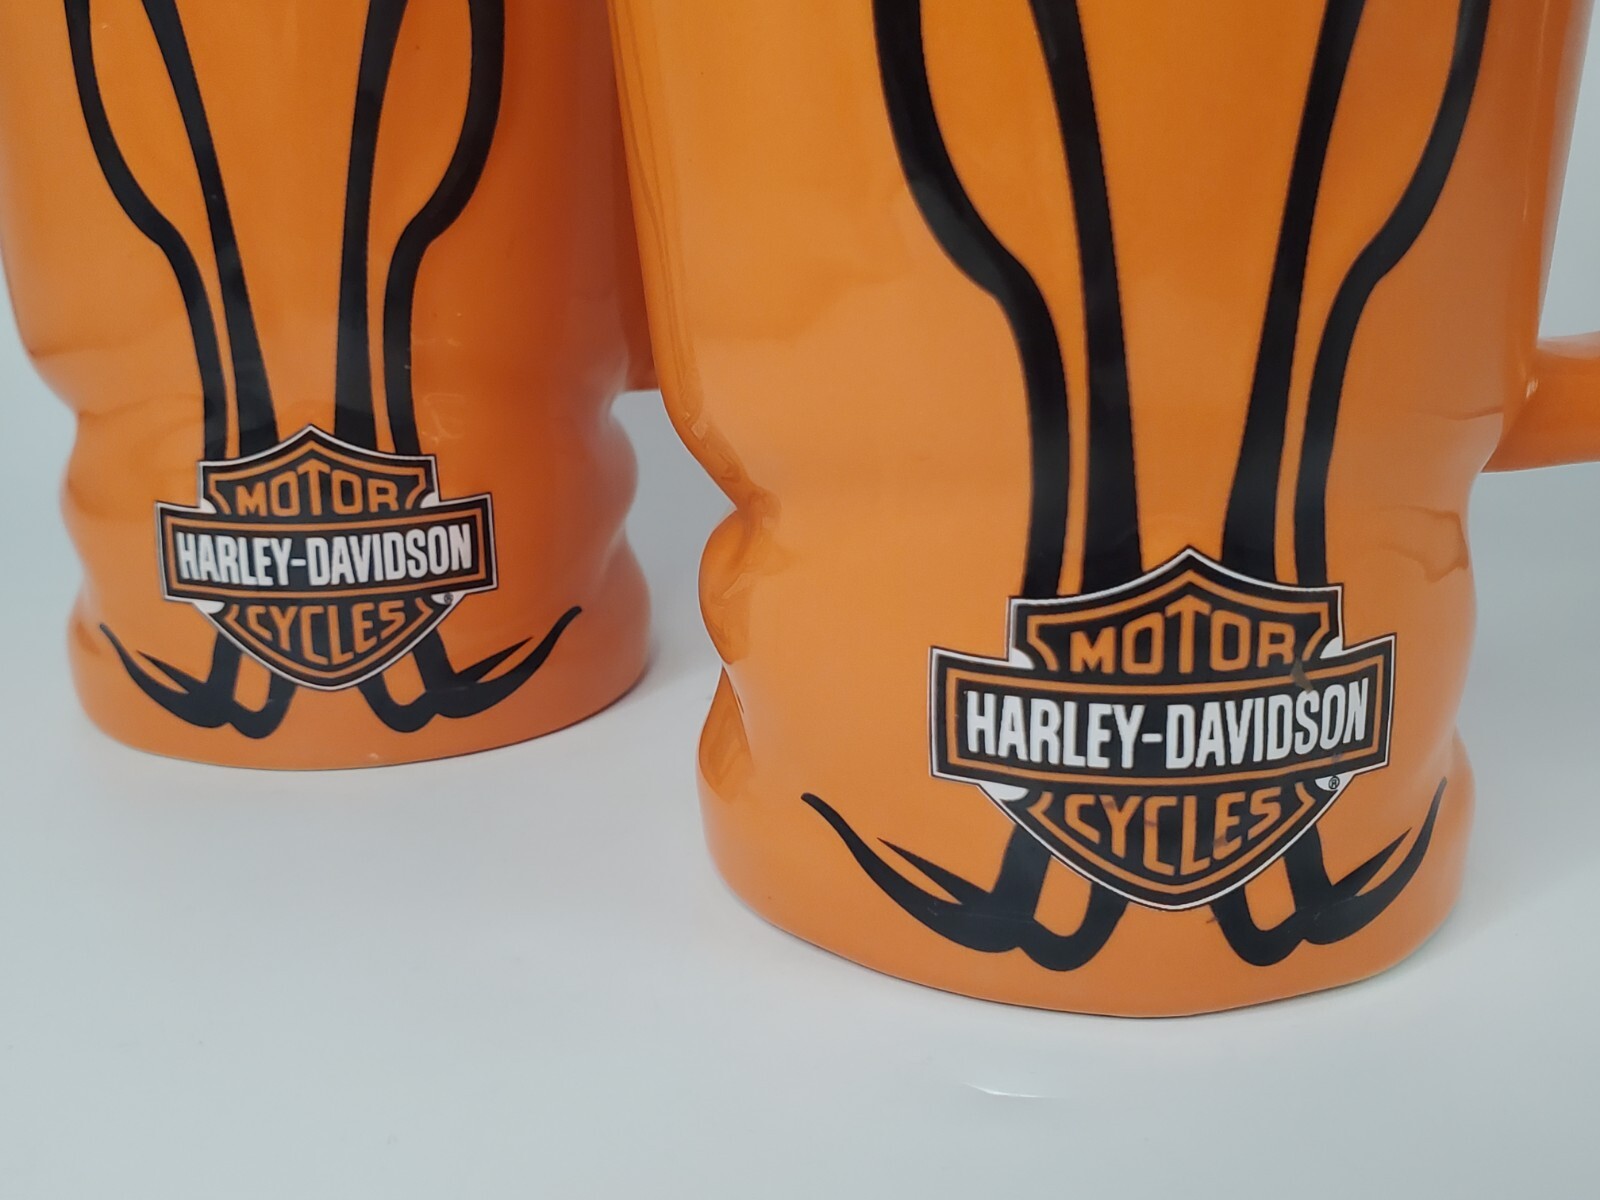 MOTOR
HARLEY-DAVIDSON
CYCLES
®
MOTOR
HARLEY-DAVIDSON
CYCLES
®